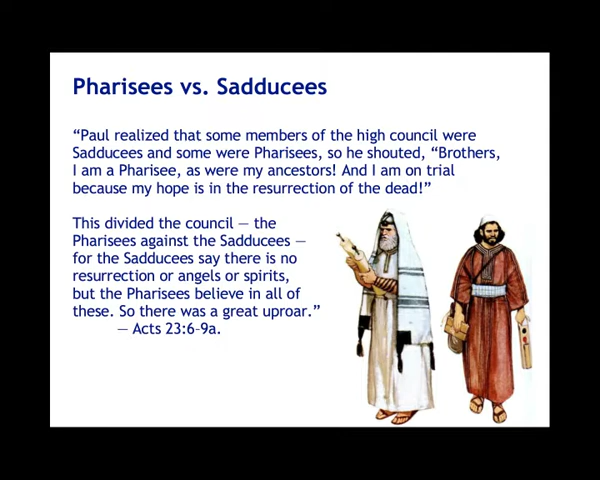 Pharisees vs. Sadducees
“Paul realized that some members of the high council were
Sadducees and some were Pharisees, so he shouted, “Brothers,
I am a Pharisee, as were my ancestors! And I am on trial
because my hope is in the resurrection of the dead!”
This divided the council — the
Pharisees against the Sadducees —
for the Sadducees say there is no
resurrection or angels or spirits,
but the Pharisees believe in all of
these. So there was a great uproar.”
— Acts 23:6-9a.